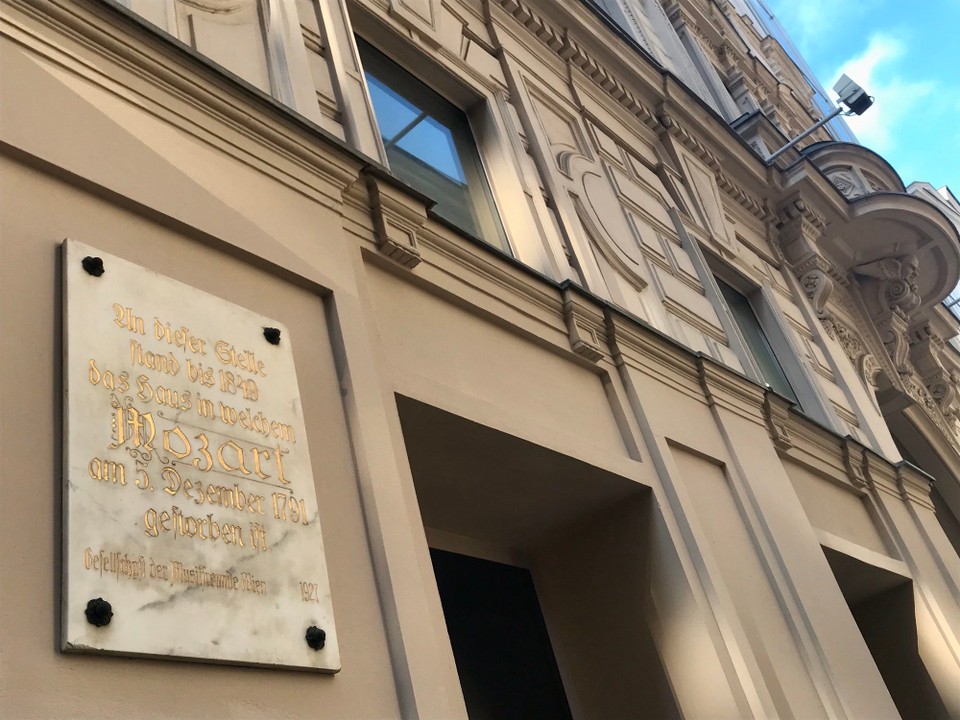 An dieser Stelle
stand bis 1849
das Haus in welchem
Mozart
am 5. Dezember 1791
gestorben ist
Gesellschaft der Musikfreunde Wien 1927